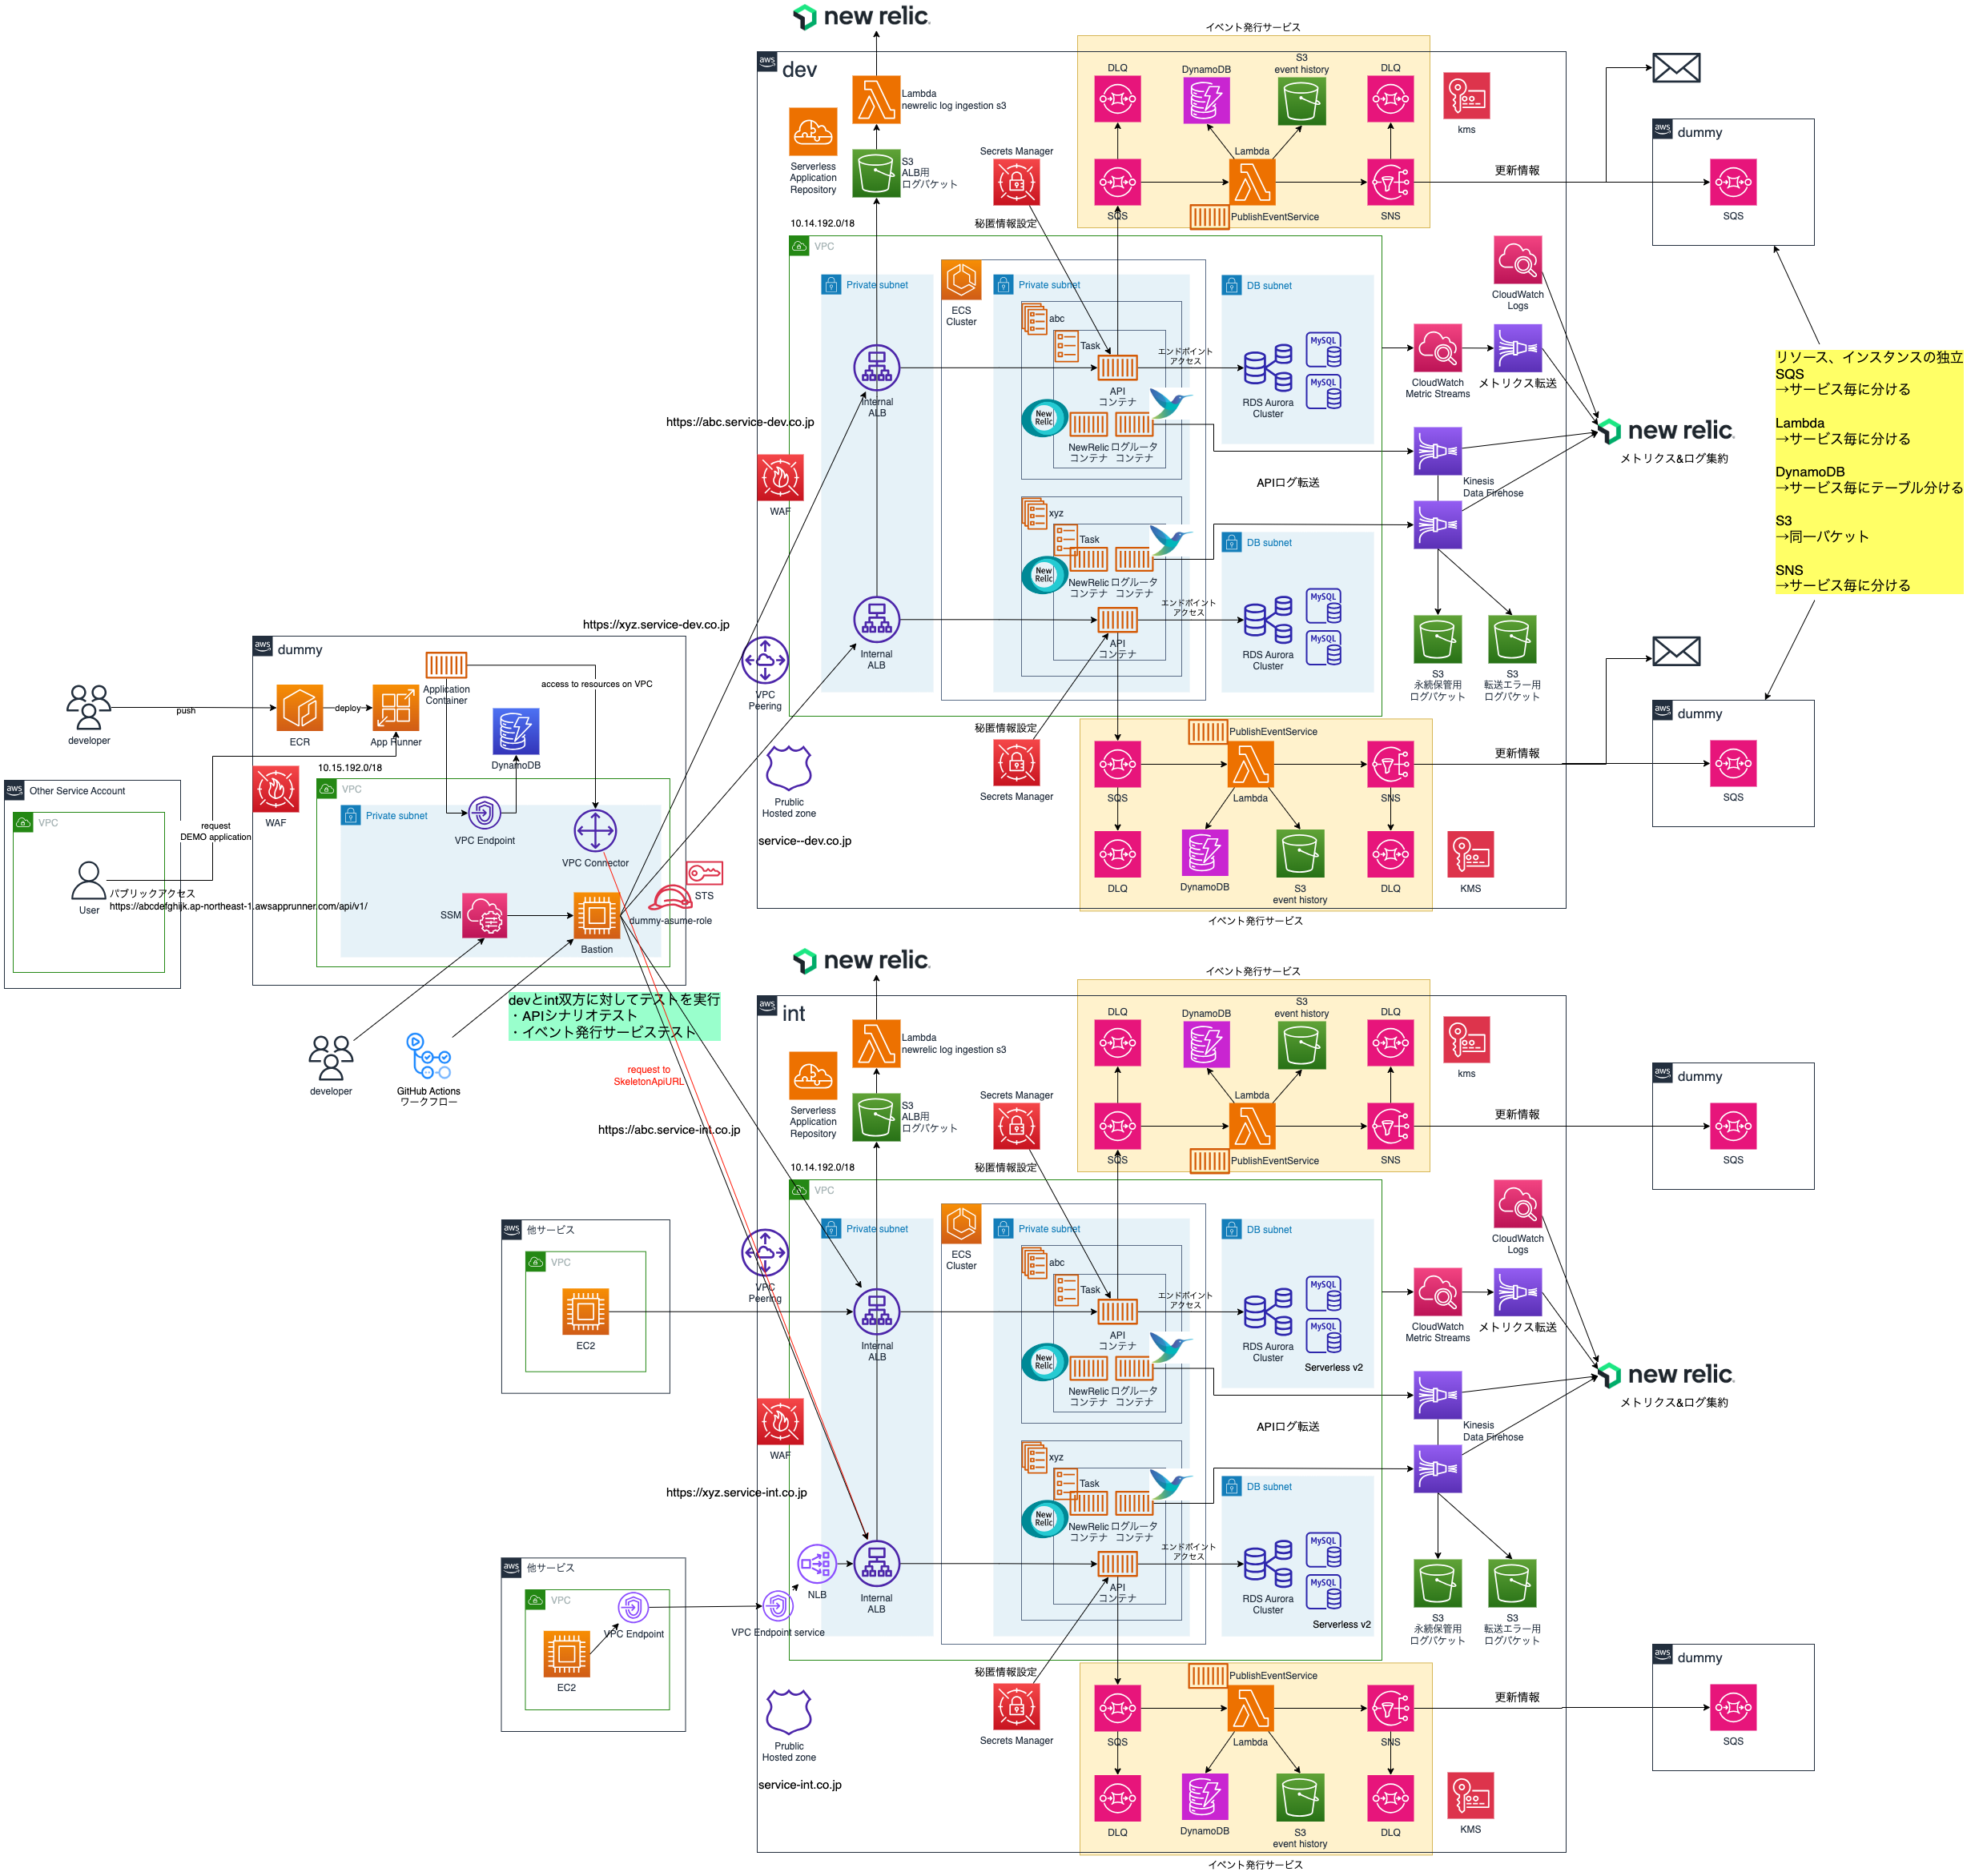 new relic
イベント発行サービス
aws
dev
Lambda
newrelic log ingestion s3
Serverless
Application
Repository
S3
ALB用
ログバケット
Secrets Manager
秘匿情報設定
DLQ
DynamoDB
S3
event history
DLQ
kms
Lambda
SQS
PublishEventService
SNS
更新情報
aws
dummy
SQS
10.14.192.0/18
VPC
Private subnet
ECS
Cluster
Private subnet
abc
Task
API
コンテナ
New
Relic
NewRelic
コンテナ
ログルータ
コンテナ
エンドポイント
アクセス
DB subnet
MySQL
MySQL
RDS Aurora
Cluster
Internal
ALB
https://abc.service-dev.co.jp
WAF
CloudWatch
Logs
CloudWatch
Metric Streams
メトリクス転送
new relic
メトリクス&ログ集約
APIログ転送
Kinesis
Data Firehose
xyz
Task
New
Relic
NewRelic
コンテナ
ログルータ
コンテナ
API
コンテナ
エンドポイント
アクセス
DB subnet
MySQL
MySQL
RDS Aurora
Cluster
Internal
ALB
https://xyz.service-dev.co.jp
VPC
Peering
S3
永続保管用
ログバケット
S3
転送エラー用
ログバケット
リソース、インスタンスの独立
SQS
→サービス毎に分ける
Lambda
→サービス毎に分ける
DynamoDB
→サービス毎にテーブル分ける
S3
→同一バケット
SNS
→サービス毎に分ける
Prublic
Hosted zone
service--dev.co.jp
秘匿情報設定
Secrets Manager
PublishEventService
SQS
Lambda
SNS
更新情報
DLQ
DynamoDB
S3
event history
DLQ
KMS
イベント発行サービス
aws
dummy
SQS
aws
dummy
developer
push
ECR
deploy
App Runner
Application
Container
access to resources on VPC
DynamoDB
10.15.192.0/18
WAF
VPC
Private subnet
VPC Endpoint
VPC Connector
SSM
Bastion
STS
dummy-asume-role
aws
Other Service Account
VPC
User
request
DEMO application
パブリックアクセス
https://abcdefghijk.ap-northeast-1.awsapprunner.com/api/v1/
devとint双方に対してテストを実行
・APIシナリオテスト
・イベント発行サービステスト
developer
GitHub Actions
ワークフロー
request to
SkeletonApiURL
new relic
イベント発行サービス
aws
int
Lambda
newrelic log ingestion s3
Serverless
Application
Repository
S3
ALB用
ログバケット
Secrets Manager
秘匿情報設定
DLQ
DynamoDB
S3
event history
DLQ
kms
Lambda
SQS
PublishEventService
SNS
更新情報
aws
dummy
SQS
https://abc.service-int.co.jp
10.14.192.0/18
VPC
Private subnet
ECS
Cluster
Private subnet
abc
Task
API
コンテナ
New
Relic
NewRelic
コンテナ
ログルータ
コンテナ
エンドポイント
アクセス
DB subnet
MySQL
MySQL
RDS Aurora
Cluster
Serverless v2
Internal
ALB
VPC
Peering
aws
他サービス
VPC
EC2
WAF
https://xyz.service-int.co.jp
CloudWatch
Logs
CloudWatch
Metric Streams
メトリクス転送
new relic
メトリクス&ログ集約
APIログ転送
Kinesis
Data Firehose
xyz
Task
New
Relic
NewRelic
コンテナ
ログルータ
コンテナ
API
コンテナ
エンドポイント
アクセス
DB subnet
MySQL
MySQL
RDS Aurora
Cluster
Serverless v2
NLB
Internal
ALB
VPC Endpoint service
aws
他サービス
VPC
VPC Endpoint
EC2
S3
永続保管用
ログバケット
S3
転送エラー用
ログバケット
Prublic
Hosted zone
service-int.co.jp
秘匿情報設定
Secrets Manager
PublishEventService
SQS
Lambda
SNS
更新情報
DLQ
DynamoDB
S3
event history
DLQ
KMS
イベント発行サービス
aws
dummy
SQS